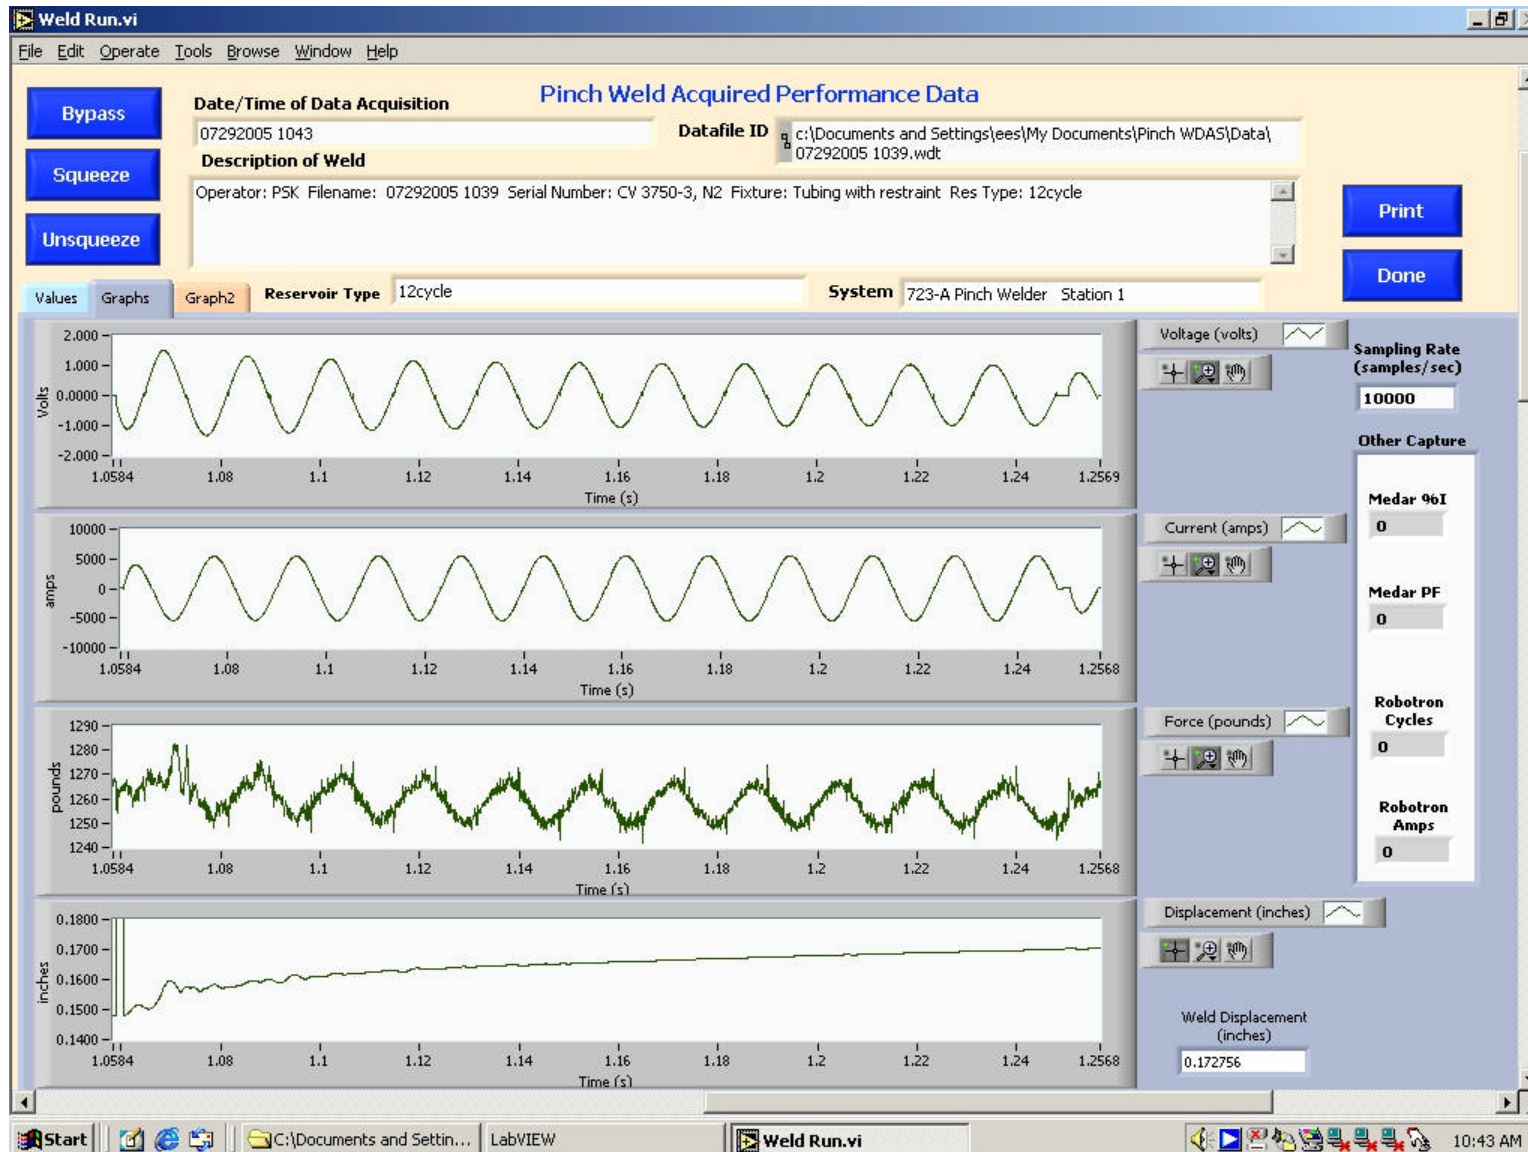 Weld Run.vi
File Edit Operate Tools Browse Window Help
Pinch Weld Acquired Performance Data
Bypass
Squeeze
Unsqueeze
Date/Time of Data Acquisition
07292005 1043
Datafile ID
c:\Documents and Settings\ees\My Documents\Pinch WDAS\Data\
07292005 1039.wdt
Description of Weld
Operator: PSK Filename: 07292005 1039 Serial Number: CV 3750-3, N2 Fixture: Tubing with restraint Res Type: 12cycle
Print
Done
Values Graphs Graph2
Reservoir Type 12cycle
System 723-A Pinch Welder Station 1
Volts
2.000
1.000
0.0000
-1.000
-2.000
1.0584 1.08 1.1 1.12 1.14 1.16 1.18 1.2 1.22 1.24 1.2569
Time (s)
Voltage (volts)
Sampling Rate
(samples/sec)
10000
amps
10000
5000
0
-5000
-10000
1.0584 1.08 1.1 1.12 1.14 1.16 1.18 1.2 1.22 1.24 1.2568
Time (s)
Current (amps)
Other Capture
Medar %I
0
Medar PF
0
Robotron
Cycles
0
Robotron
Amps
0
pounds
1290
1280
1270
1260
1250
1240
1.0584 1.08 1.1 1.12 1.14 1.16 1.18 1.2 1.22 1.24 1.2568
Time (s)
Force (pounds)
inches
0.1800
0.1700
0.1600
0.1500
0.1400
1.0584 1.08 1.1 1.12 1.14 1.16 1.18 1.2 1.22 1.24 1.2568
Time (s)
Displacement (inches)
Weld Displacement
(inches)
0.172756
Start C:\Documents and Settin... LabVIEW Weld Run.vi 10:43 AM